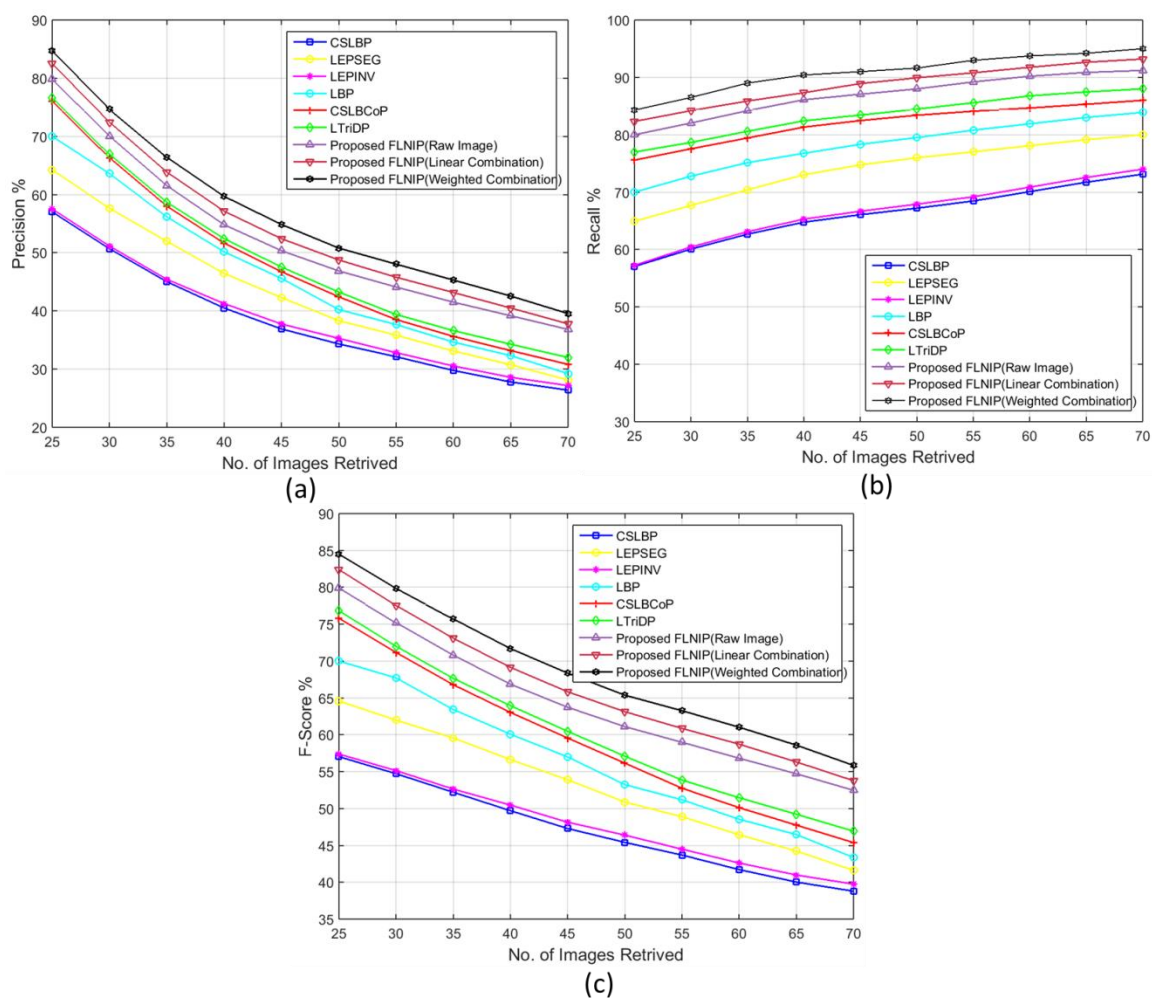 90
80
70
60
50
40
30
20
Precision %
25 30 35 40 45 50 55 60 65 70
No. of Images Retrived
CSLBP
LEPSEG
LEPINV
LBP
CSLBCoP
LTriDP
Proposed FLNIP(Raw Image)
Proposed FLNIP(Linear Combination)
Proposed FLNIP(Weighted Combination)
(a)
100
90
80
70
60
50
40
30
Recall %
25 30 35 40 45 50 55 60 65 70
No. of Images Retrived
CSLBP
LEPSEG
LEPINV
LBP
CSLBCoP
LTriDP
Proposed FLNIP(Raw Image)
Proposed FLNIP(Linear Combination)
Proposed FLNIP(Weighted Combination)
(b)
90
85
80
75
70
65
60
55
50
45
40
35
F-Score %
25 30 35 40 45 50 55 60 65 70
No. of Images Retrived
CSLBP
LEPSEG
LEPINV
LBP
CSLBCoP
LTriDP
Proposed FLNIP(Raw Image)
Proposed FLNIP(Linear Combination)
Proposed FLNIP(Weighted Combination)
(c)